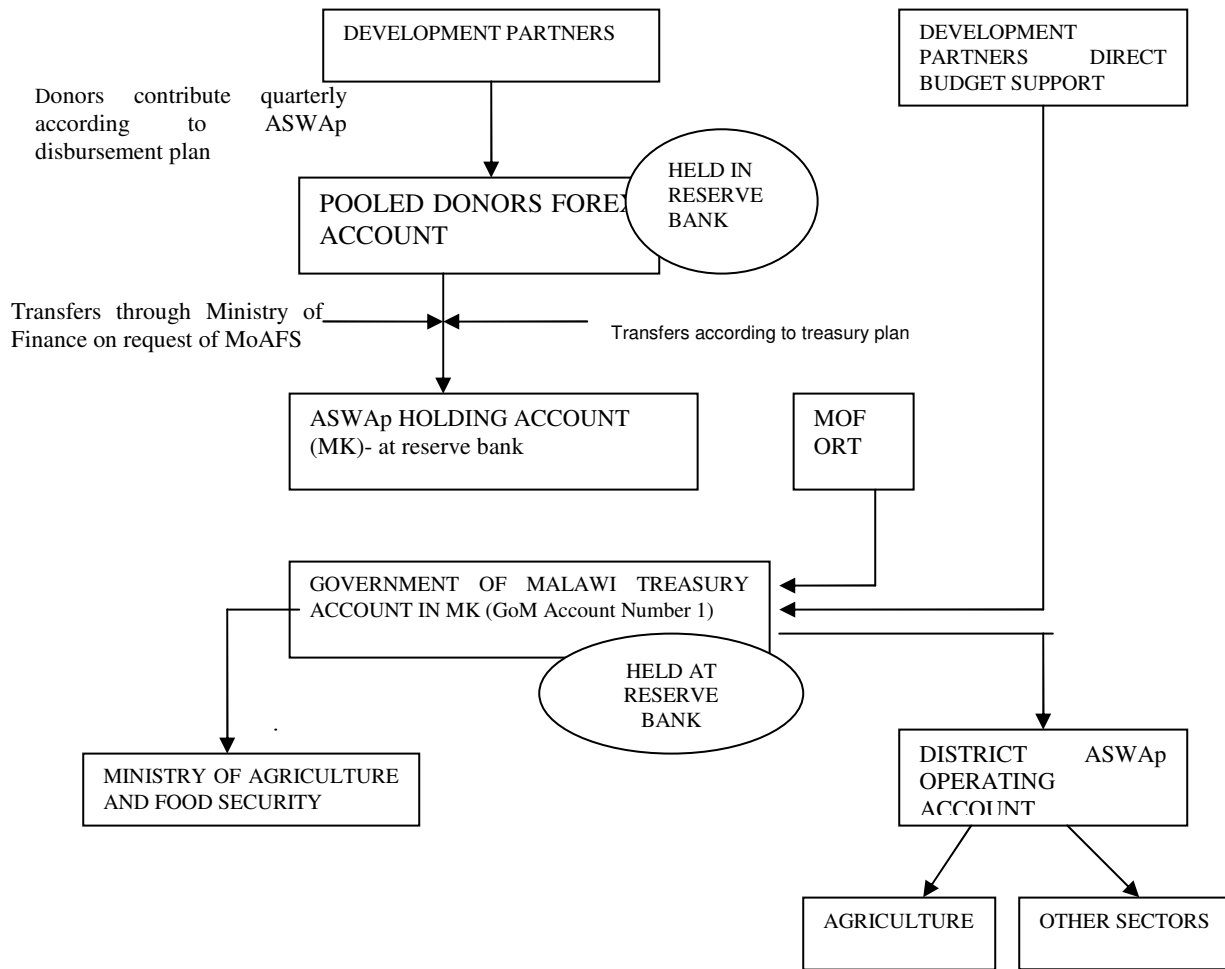 DEVELOPMENT PARTNERS
DEVELOPMENT
PARTNERS DIRECT
BUDGET SUPPORT
Donors contribute quarterly
according to ASWAp
disbursement plan
POOLED DONORS FOREX
ACCOUNT
HELD IN
RESERVE
BANK
Transfers through Ministry of
Finance on request of MoAFS
Transfers according to treasury plan
ASWAp HOLDING ACCOUNT
(MK)- at reserve bank
MOF
ORT
GOVERNMENT OF MALAWI TREASURY
ACCOUNT IN MK (GoM Account Number 1)
HELD AT
RESERVE
BANK
.
MINISTRY OF AGRICULTURE
AND FOOD SECURITY
DISTRICT ASWAp
OPERATING
ACCOUNT
AGRICULTURE
OTHER SECTORS